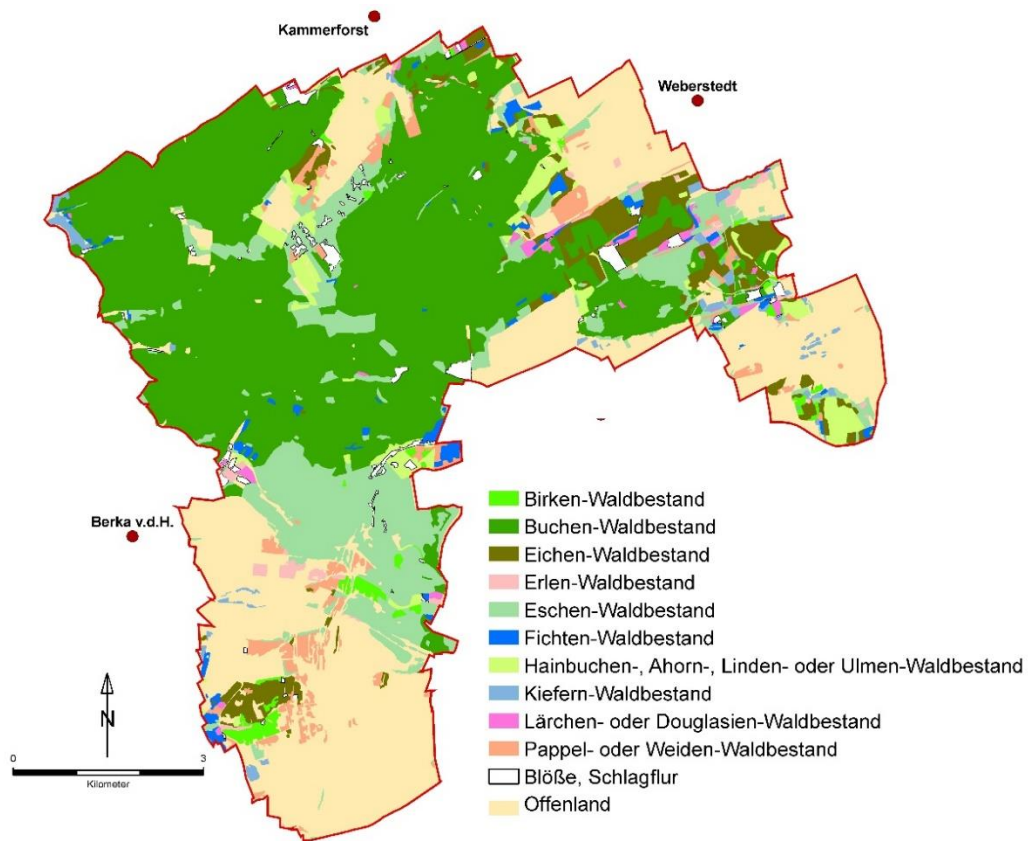 Kammerforst
Weberstedt
Berka v.d.H.
Birken-Waldbestand
Buchen-Waldbestand
Eichen-Waldbestand
Erlen-Waldbestand
Eschen-Waldbestand
Fichten-Waldbestand
Hainbuchen-, Ahorn-, Linden- oder Ulmen-Waldbestand
Kiefern-Waldbestand
Lärchen- oder Douglasien-Waldbestand
Pappel- oder Weiden-Waldbestand
Blöße, Schlagflur
Offenland
N
0 3
Kilometer